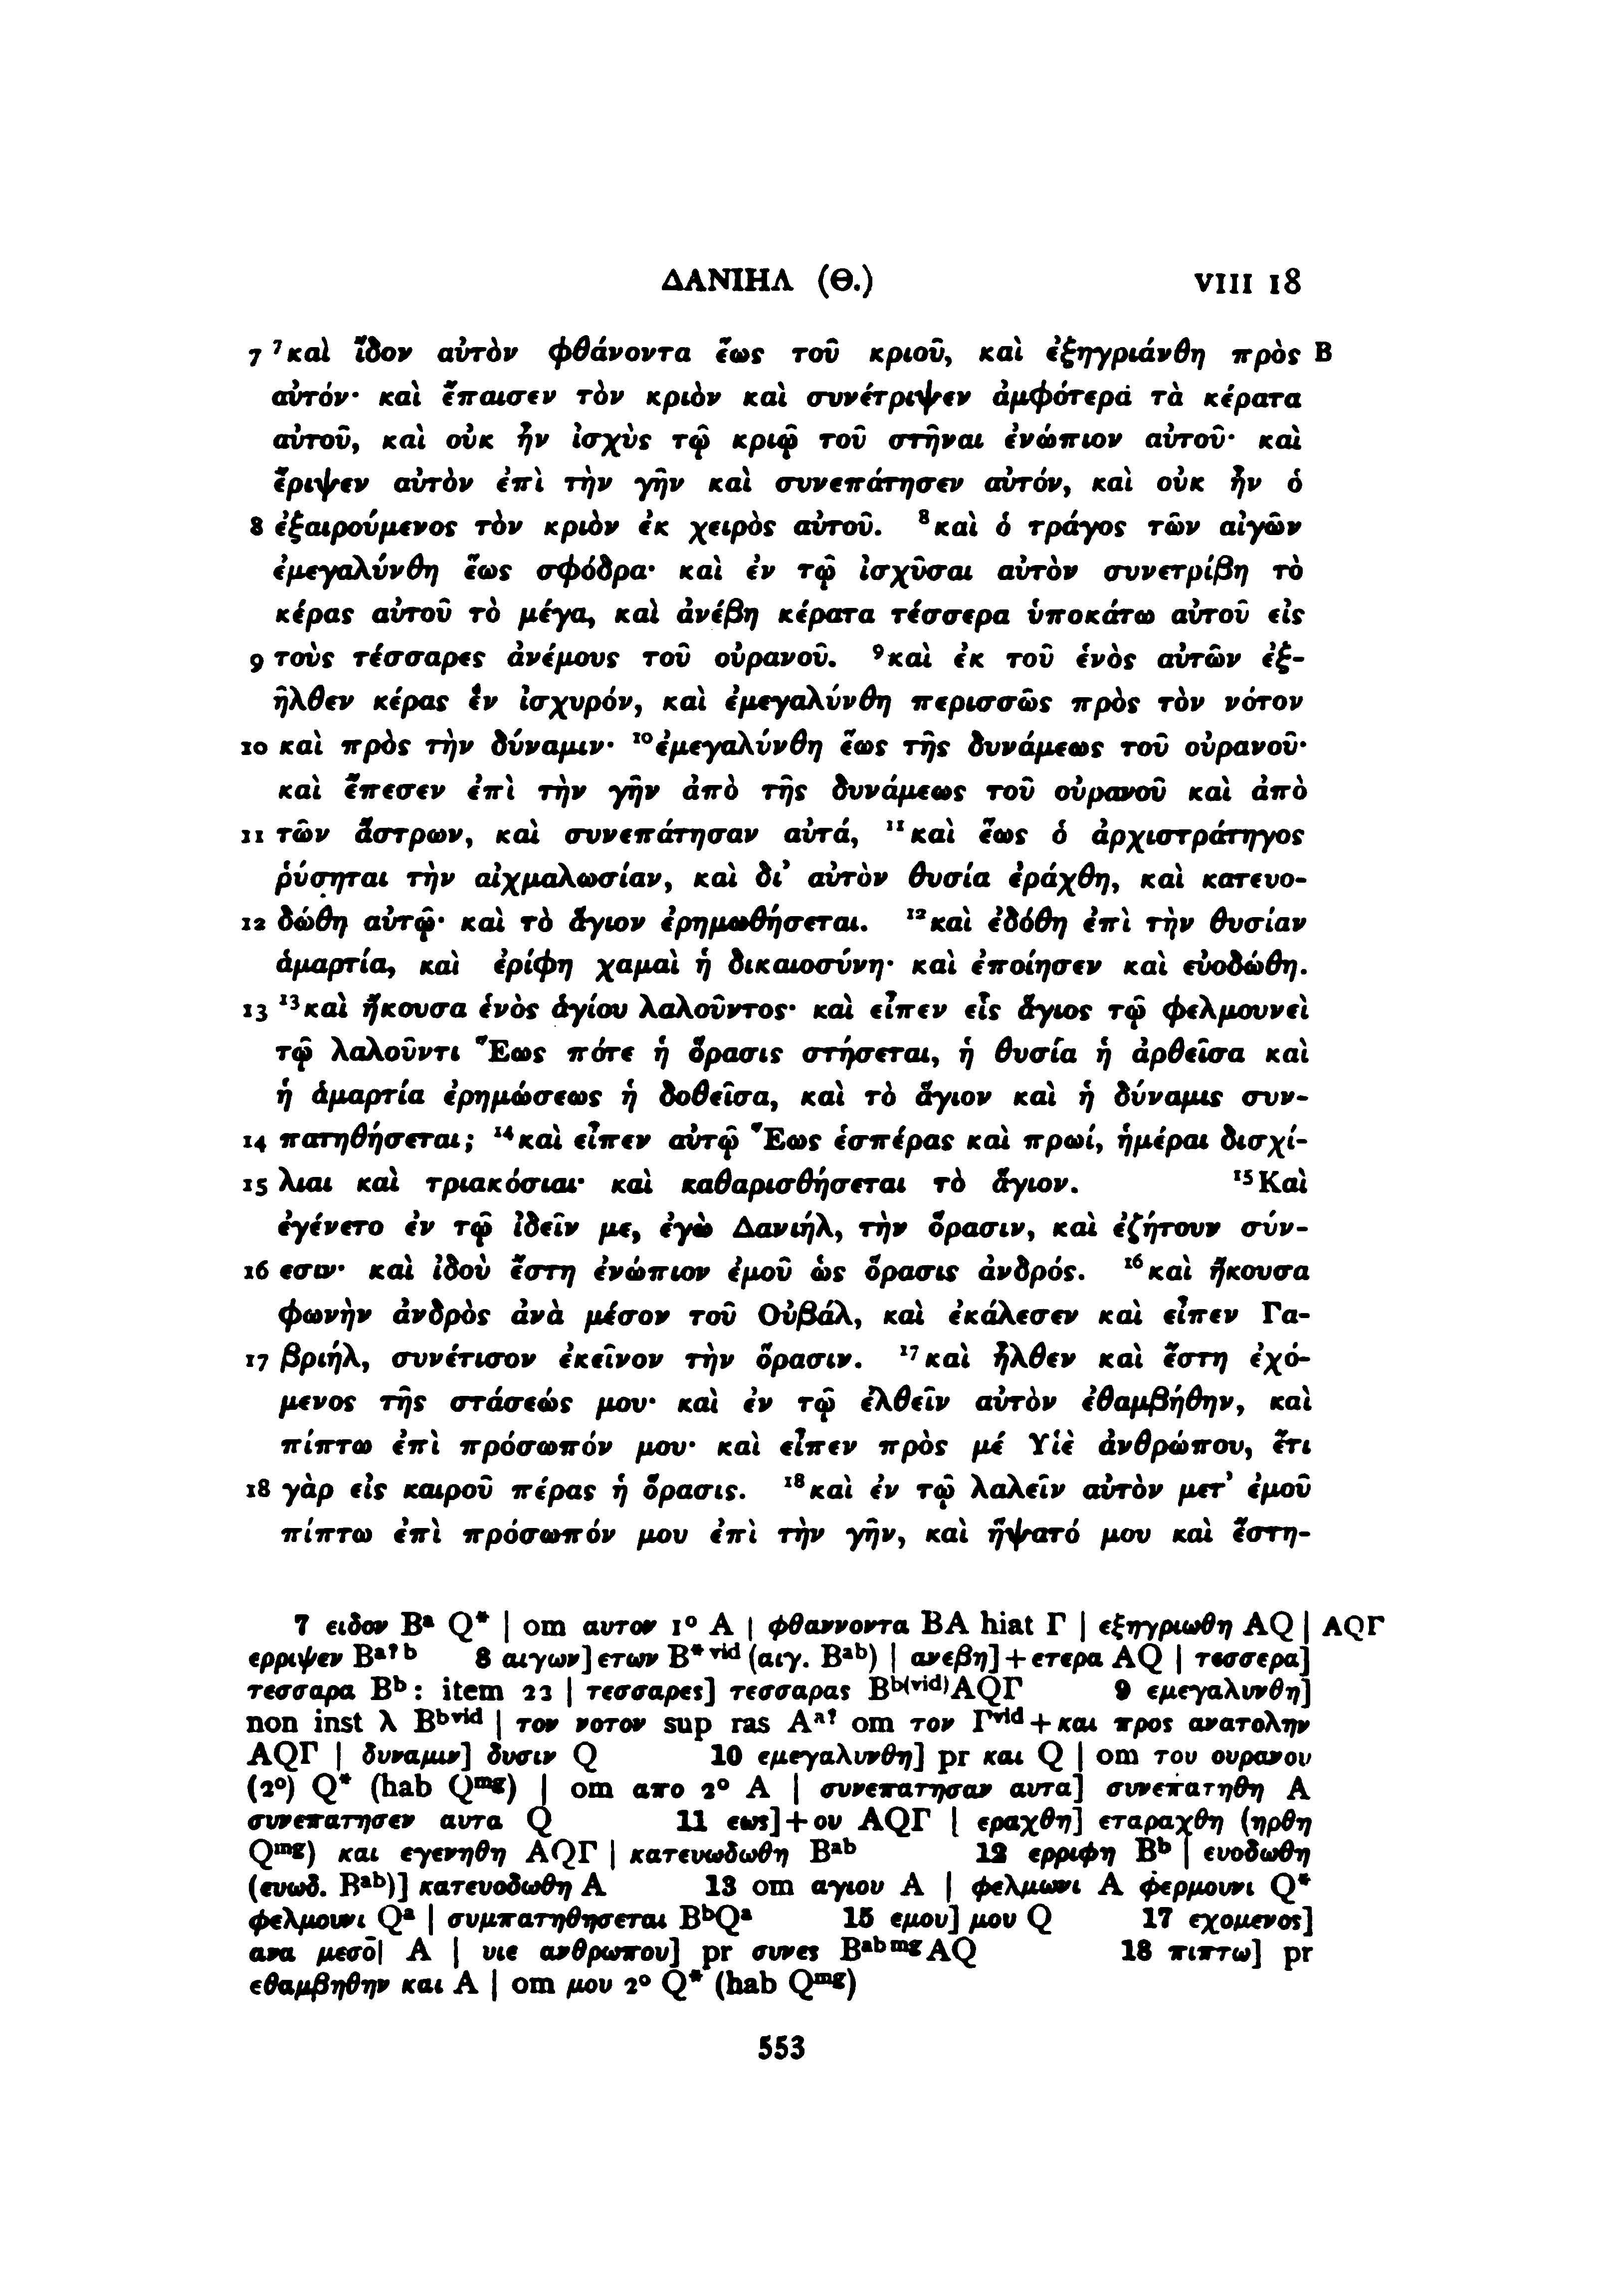 ΔΑΝΙΗΛ (Θ.) VIII 18
7 ⁷καὶ ἴδον αὐτὸν φθάνοντα ἕως τοῦ κριοῦ, καὶ ἐξηγριάνθη πρὸς B
αὐτόν· καὶ ἔπαισεν τὸν κριὸν καὶ συνέτριψεν ἀμφότερα τὰ κέρατα
αὐτοῦ, καὶ οὐκ ἦν ἰσχὺς τῷ κριῷ τοῦ στῆναι ἐνώπιον αὐτοῦ· καὶ
ἔριψεν αὐτὸν ἐπὶ τὴν γῆν καὶ συνεπάτησεν αὐτόν, καὶ οὐκ ἦν ὁ
8 ἐξαιρούμενος τὸν κριὸν ἐκ χειρὸς αὐτοῦ. ⁸καὶ ὁ τράγος τῶν αἰγῶν
ἐμεγαλύνθη ἕως σφόδρα· καὶ ἐν τῷ ἰσχῦσαι αὐτὸν συνετρίβη τὸ
κέρας αὐτοῦ τὸ μέγα, καὶ ἀνέβη κέρατα τέσσερα ὑποκάτω αὐτοῦ εἰς
9 τοὺς τέσσαρες ἀνέμους τοῦ οὐρανοῦ. ⁹καὶ ἐκ τοῦ ἑνὸς αὐτῶν ἐξ-
ῆλθεν κέρας ἓν ἰσχυρόν, καὶ ἐμεγαλύνθη περισσῶς πρὸς τὸν νότον
10 καὶ πρὸς τὴν δύναμιν· ¹⁰ἐμεγαλύνθη ἕως τῆς δυνάμεως τοῦ οὐρανοῦ·
καὶ ἔπεσεν ἐπὶ τὴν γῆν ἀπὸ τῆς δυνάμεως τοῦ οὐρανοῦ καὶ ἀπὸ
11 τῶν ἄστρων, καὶ συνεπάτησαν αὐτά, ¹¹καὶ ἕως ὁ ἀρχιστράτηγος
ῥύσηται τὴν αἰχμαλωσίαν, καὶ δι᾽ αὐτὸν θυσία ἐράχθη, καὶ κατευο-
12 δώθη αὐτῷ· καὶ τὸ ἅγιον ἐρημωθήσεται. ¹²καὶ ἐδόθη ἐπὶ τὴν θυσίαν
ἁμαρτία, καὶ ἐρίφη χαμαὶ ἡ δικαιοσύνη· καὶ ἐποίησεν καὶ εὐοδώθη.
13 ¹³καὶ ἤκουσα ἑνὸς ἁγίου λαλοῦντος· καὶ εἶπεν εἷς ἅγιος τῷ φελμουνεὶ
τῷ λαλοῦντι Ἕως πότε ἡ ὅρασις στήσεται, ἡ θυσία ἡ ἀρθεῖσα καὶ
ἡ ἁμαρτία ἐρημώσεως ἡ δοθεῖσα, καὶ τὸ ἅγιον καὶ ἡ δύναμις συν-
14 πατηθήσεται; ¹⁴καὶ εἶπεν αὐτῷ Ἕως ἑσπέρας καὶ πρωί, ἡμέραι δισχί-
15 λιαι καὶ τριακόσιαι· καὶ καθαρισθήσεται τὸ ἅγιον. ¹⁵Καὶ
ἐγένετο ἐν τῷ ἰδεῖν με, ἐγὼ Δανιήλ, τὴν ὅρασιν, καὶ ἐζήτουν σύν-
16 εσιν· καὶ ἰδοὺ ἔστη ἐνώπιον ἐμοῦ ὡς ὅρασις ἀνδρός. ¹⁶καὶ ἤκουσα
φωνὴν ἀνδρὸς ἀνὰ μέσον τοῦ Οὐβάλ, καὶ ἐκάλεσεν καὶ εἶπεν Γα-
17 βριήλ, συνέτισον ἐκεῖνον τὴν ὅρασιν. ¹⁷καὶ ἦλθεν καὶ ἔστη ἐχό-
μενος τῆς στάσεώς μου· καὶ ἐν τῷ ἐλθεῖν αὐτὸν ἐθαμβήθην, καὶ
πίπτω ἐπὶ πρόσωπόν μου· καὶ εἶπεν πρὸς μέ Υἱὲ ἀνθρώπου, ἔτι
18 γὰρ εἰς καιροῦ πέρας ἡ ὅρασις. ¹⁸καὶ ἐν τῷ λαλεῖν αὐτὸν μετ᾽ ἐμοῦ
πίπτω ἐπὶ πρόσωπόν μου ἐπὶ τὴν γῆν, καὶ ἥψατό μου καὶ ἔστη-
7 ειδον Bᵃ Q* | om αυτον 1° A | φθαννοντα BA hiat Γ | εξηγριωθη AQ | AQΓ
ερριψεν Bᵃ?ᵇ 8 αιγων] ετων B*ᵛⁱᵈ (αιγ. Bᵃᵇ) | ανεβη]+ετερα AQ | τεσσερα]
τεσσαρα Bᵇ: item 22 | τεσσαρες] τεσσαρας Bᵇ⁽ᵛⁱᵈ⁾AQΓ 9 εμεγαλυνθη]
non inst λ Bᵇᵛⁱᵈ | τον νοτον sup ras Aᵃ? om τον Γᵛⁱᵈ+και προς ανατολην
AQΓ | δυναμιν] δυσιν Q 10 εμεγαλυνθη] pr και Q | om του ουρανου
(2°) Q* (hab Qᵐᵍ) | om απο 2° A | συνεπατησαν αυτα] συνεπατηθη A
συνεπατησεν αυτα Q 11 εως]+ου AQΓ | εραχθη] εταραχθη (ηρθη
Qᵐᵍ) και εγενηθη AQΓ | κατευωδωθη Bᵃᵇ 12 ερριφη Bᵇ | ευοδωθη
(ευωδ. Bᵃᵇ)] κατευοδωθη A 13 om αγιου A | φελμωνι A φερμουνι Q*
φελμουνι Qᵃ | συμπατηθησεται BᵇQᵃ 15 εμου] μου Q 17 εχομενος]
ανα μεσο̄| A | υιε ανθρωπου] pr συνες Bᵃᵇᵐᵍ AQ 18 πιπτω] pr
εθαμβηθην και A | om μου 2° Q* (hab Qᵐᵍ)
553